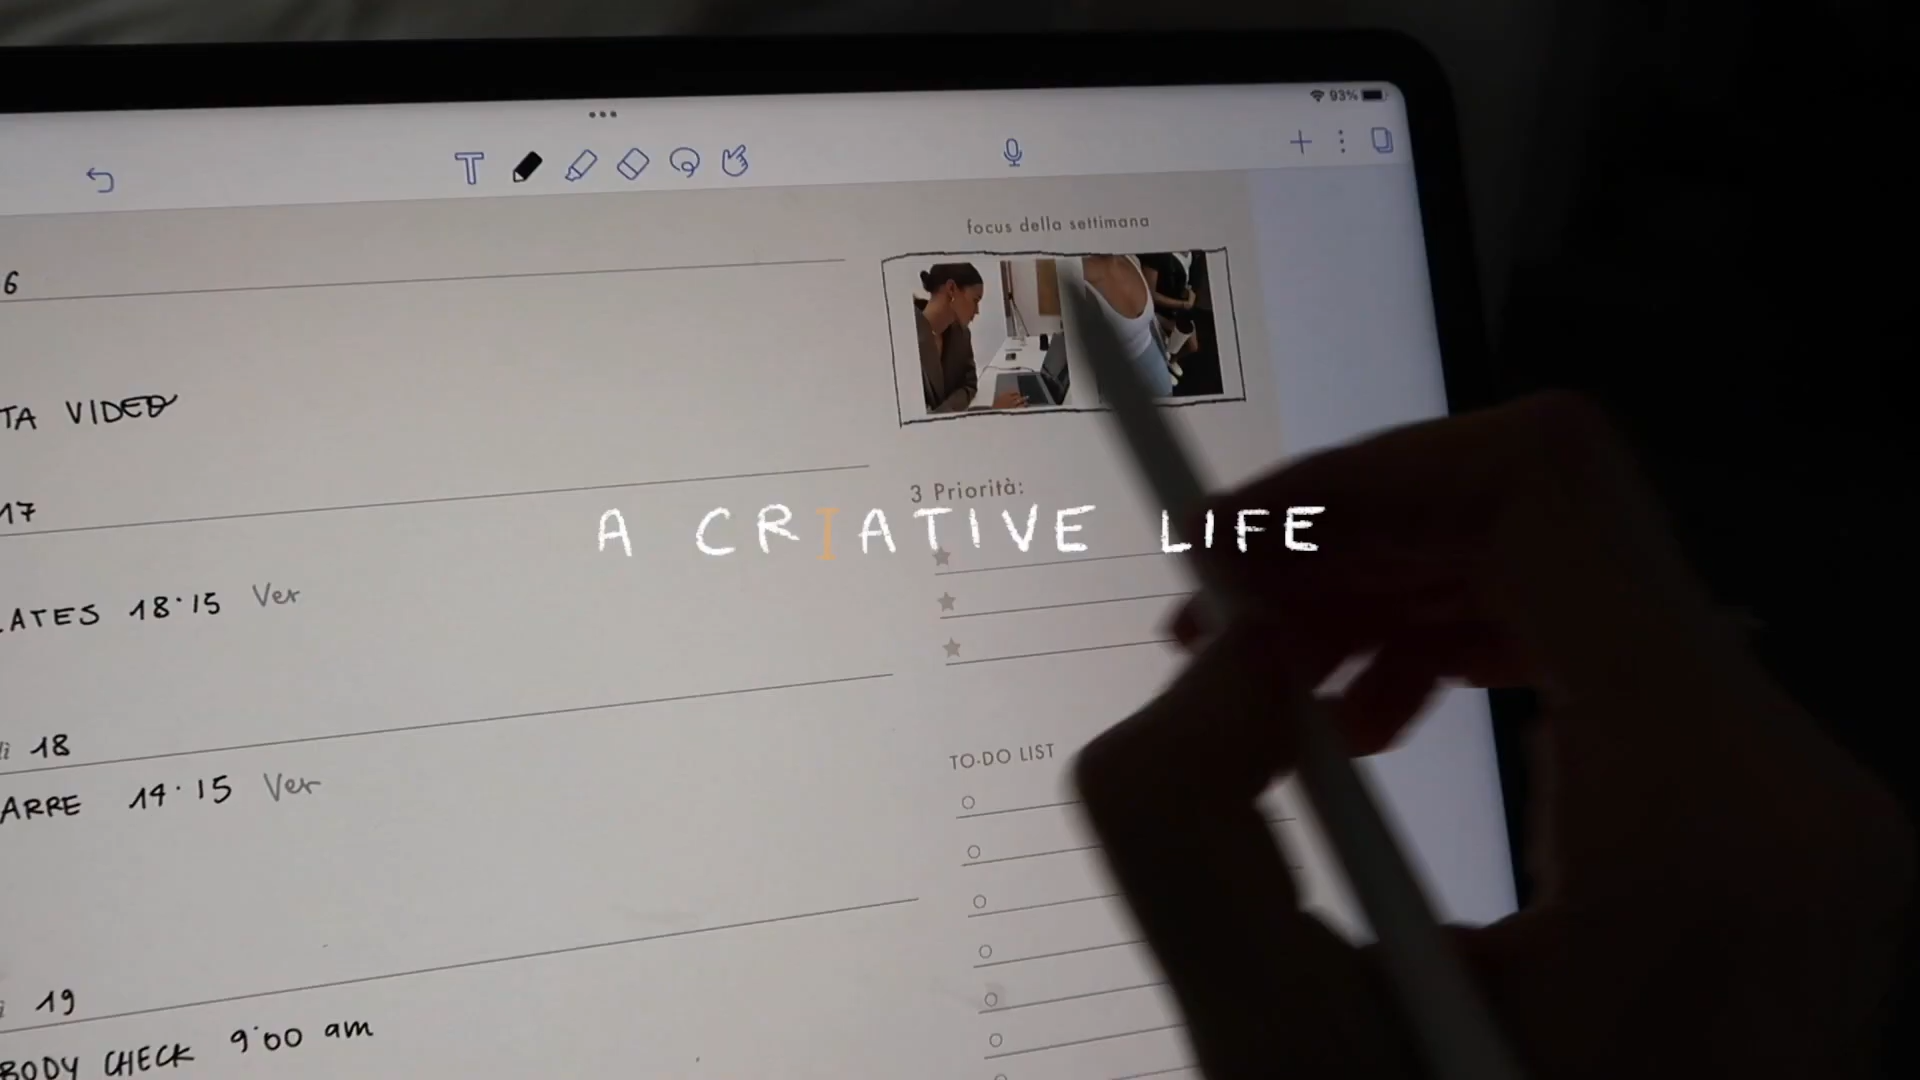 93%
focus della settimana
6
TA VIDEO
17
3 Priorità:
A CRIATIVE LIFE
LATES 18:15 Ver
18
ARRE 14:15 Ver
TO-DO LIST
19
BODY CHECK 9:00 am